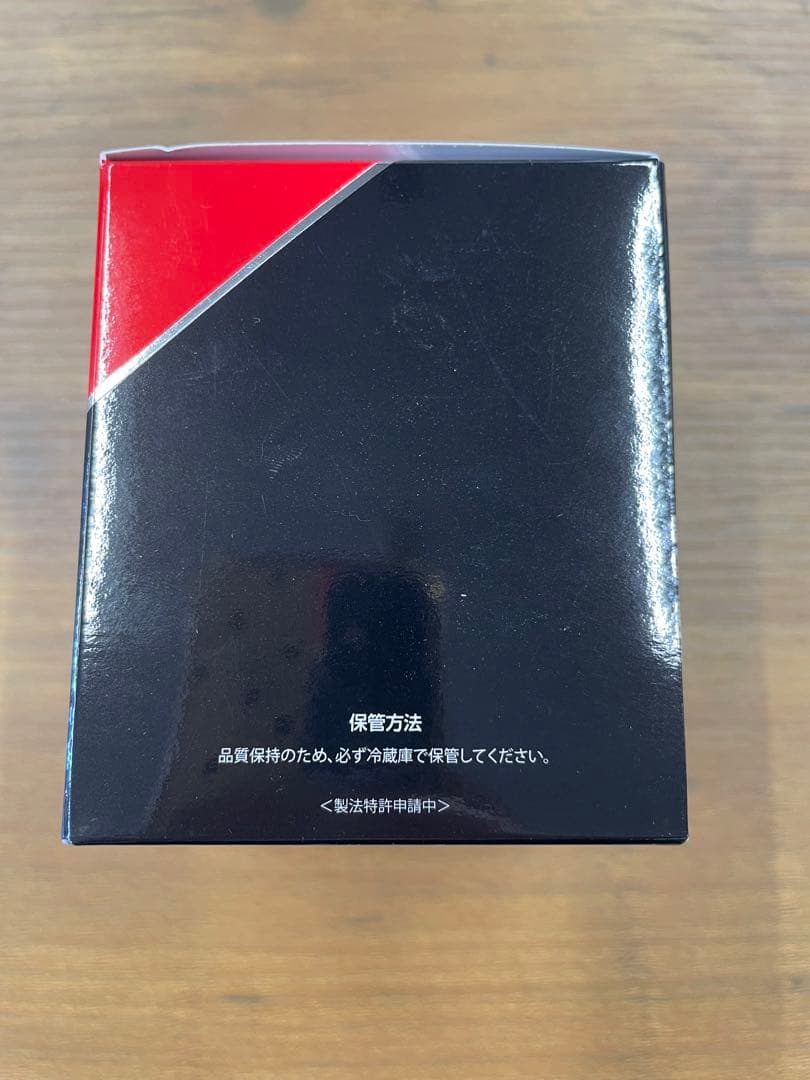 保管方法
品質保持のため、必ず冷蔵庫で保管してください。
＜製法特許申請中＞